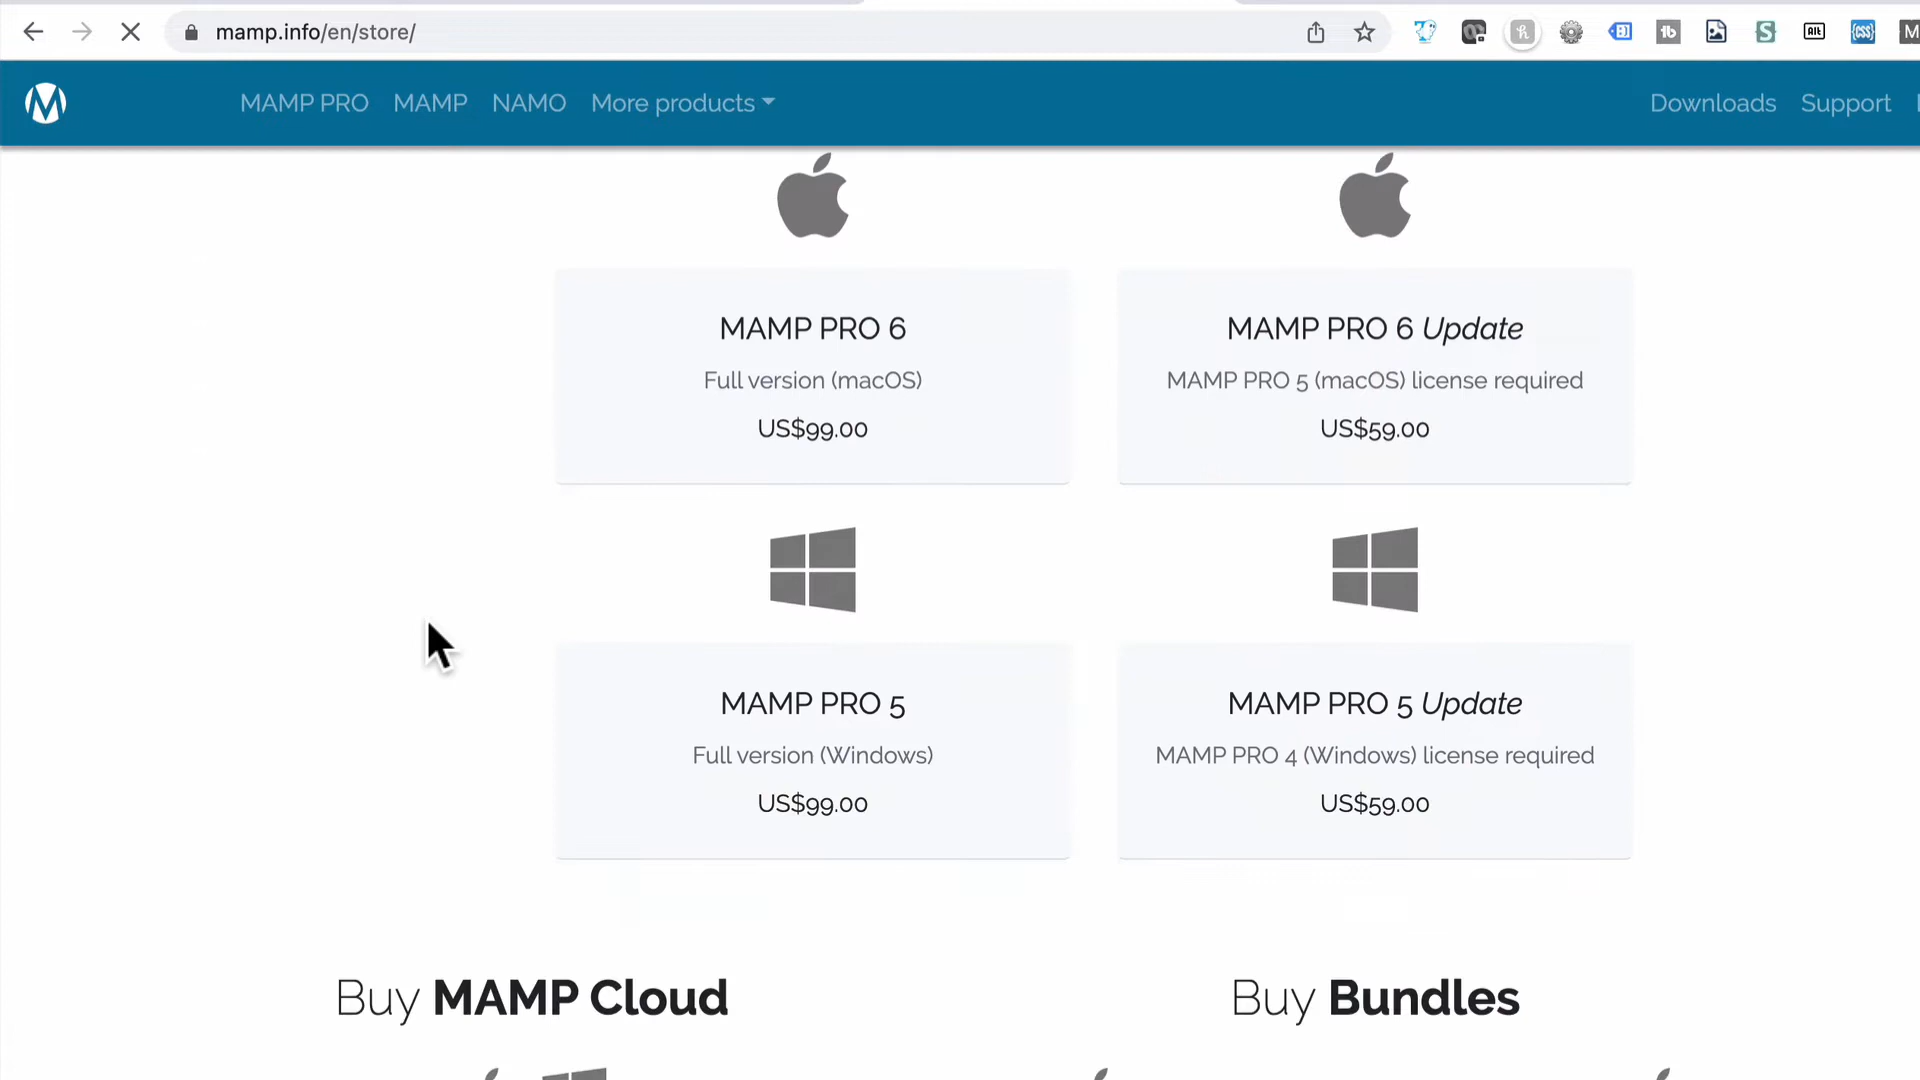 mamp.info/en/store/
MAMP PRO MAMP NAMO More products Downloads Support
MAMP PRO 6
Full version (macOS)
US$99.00
MAMP PRO 6 Update
MAMP PRO 5 (macOS) license required
US$59.00
MAMP PRO 5
Full version (Windows)
US$99.00
MAMP PRO 5 Update
MAMP PRO 4 (Windows) license required
US$59.00
Buy MAMP Cloud
Buy Bundles